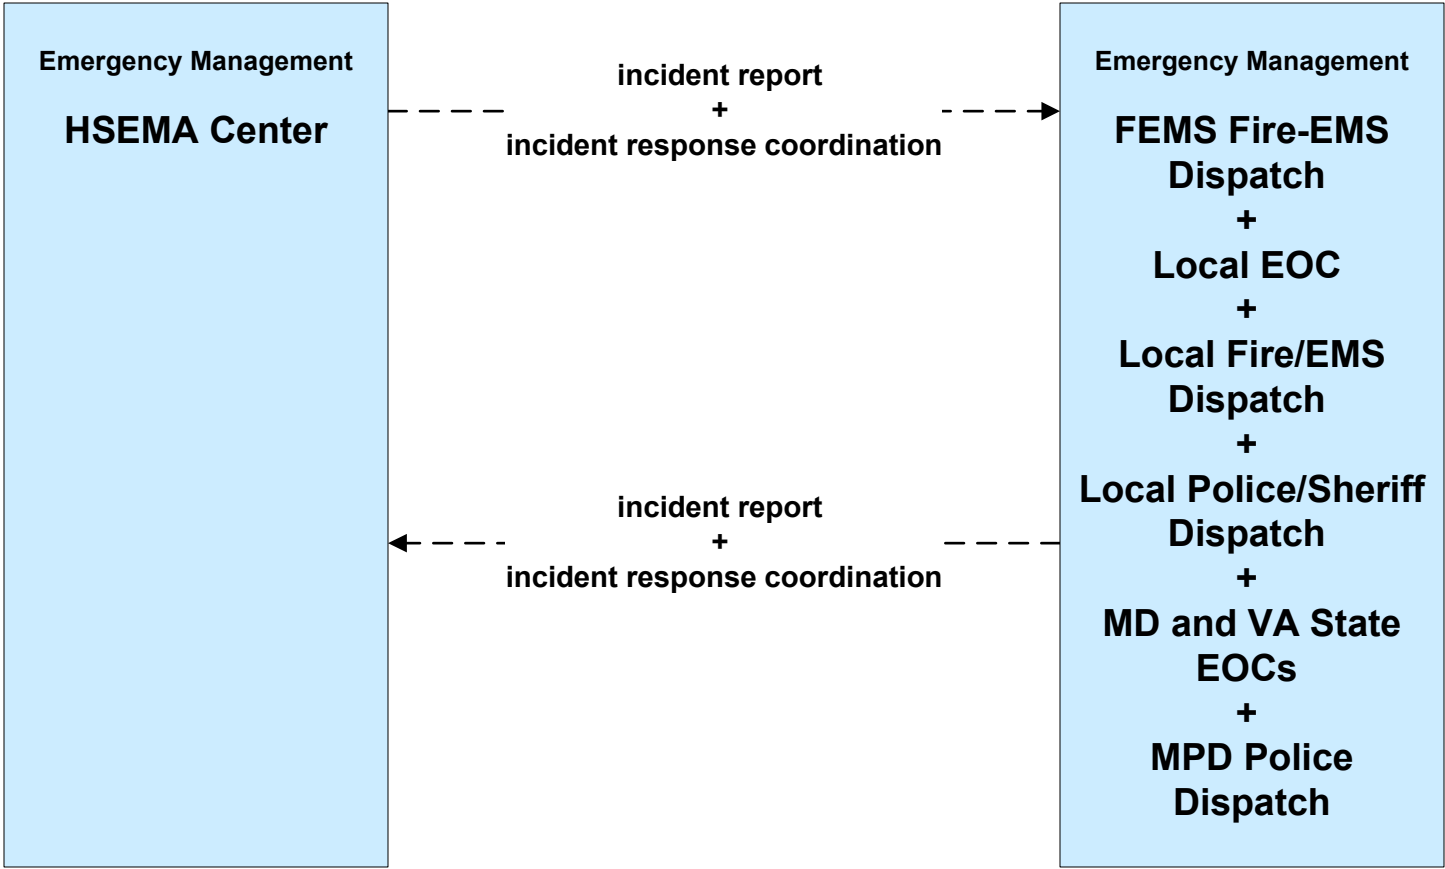 Emergency Management
HSEMA Center
incident report
+
incident response coordination
incident report
+
incident response coordination
Emergency Management
FEMS Fire-EMS
Dispatch
+
Local EOC
+
Local Fire/EMS
Dispatch
+
Local Police/Sheriff
Dispatch
+
MD and VA State
EOCs
+
MPD Police
Dispatch